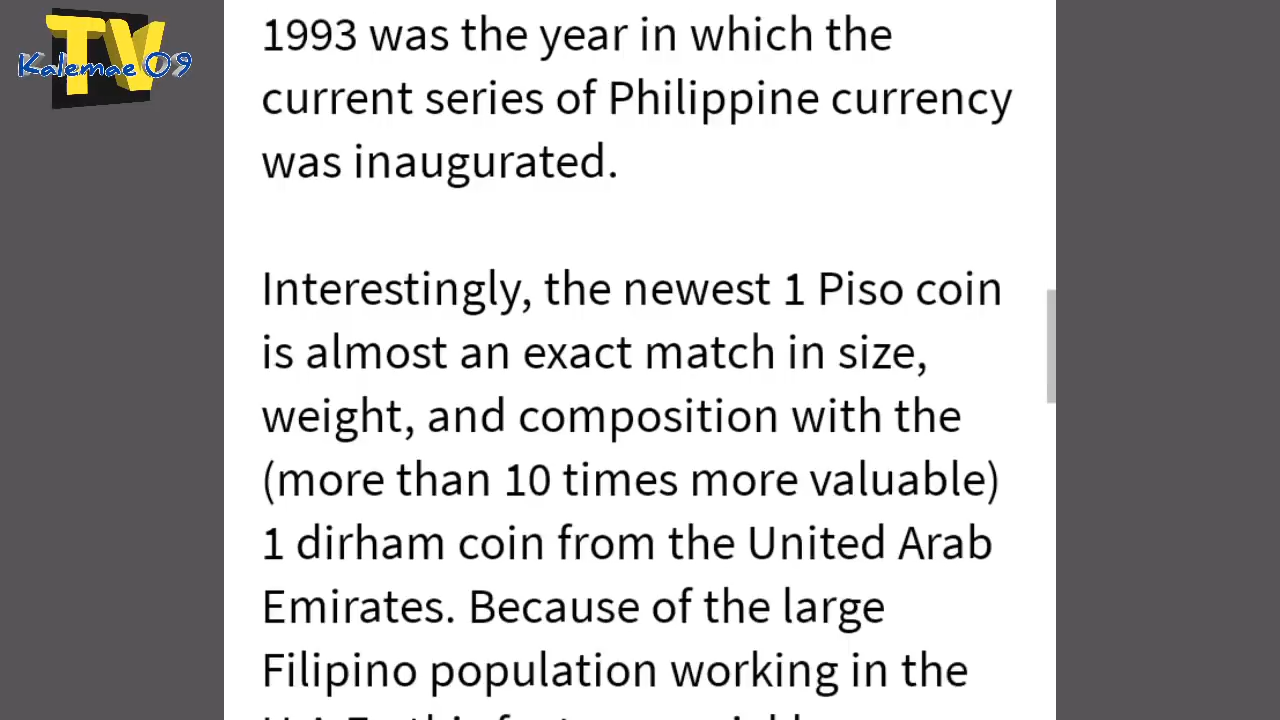 TV
Kalemae 09
1993 was the year in which the
current series of Philippine currency
was inaugurated.
Interestingly, the newest 1 Piso coin
is almost an exact match in size,
weight, and composition with the
(more than 10 times more valuable)
1 dirham coin from the United Arab
Emirates. Because of the large
Filipino population working in the